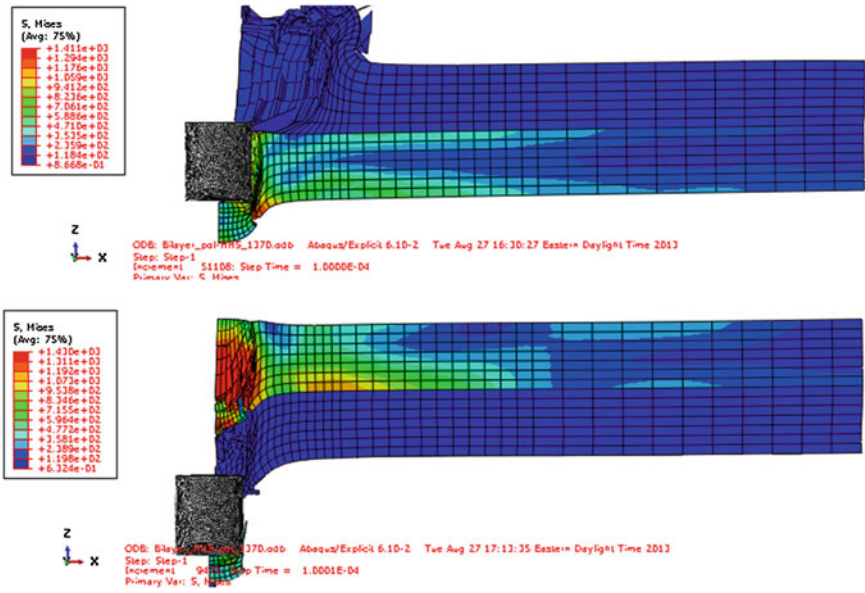 S, Mises
(Avg: 75%)
+1.411e+03
+1.294e+03
+1.176e+03
+1.059e+03
+9.412e+02
+8.236e+02
+7.061e+02
+5.886e+02
+4.710e+02
+3.535e+02
+2.359e+02
+1.184e+02
+8.668e-01
Z
X
ODB: Abaqus/Explicit 6.10-2 Tue Aug 27 16:30:27 Eastern Daylight Time 2013
Step: Step-1
Increment 51108: Step Time = 1.0000E-04
Primary Var: S, Mises
S, Mises
(Avg: 75%)
+1.430e+03
+1.311e+03
+1.192e+03
+1.073e+03
+9.538e+02
+8.346e+02
+7.155e+02
+5.964e+02
+4.772e+02
+3.581e+02
+2.389e+02
+1.198e+02
+6.324e-01
Z
X
ODB: Abaqus/Explicit 6.10-2 Tue Aug 27 17:13:35 Eastern Daylight Time 2013
Step: Step-1
Increment Step Time = 1.0001E-04
Primary Var: S, Mises